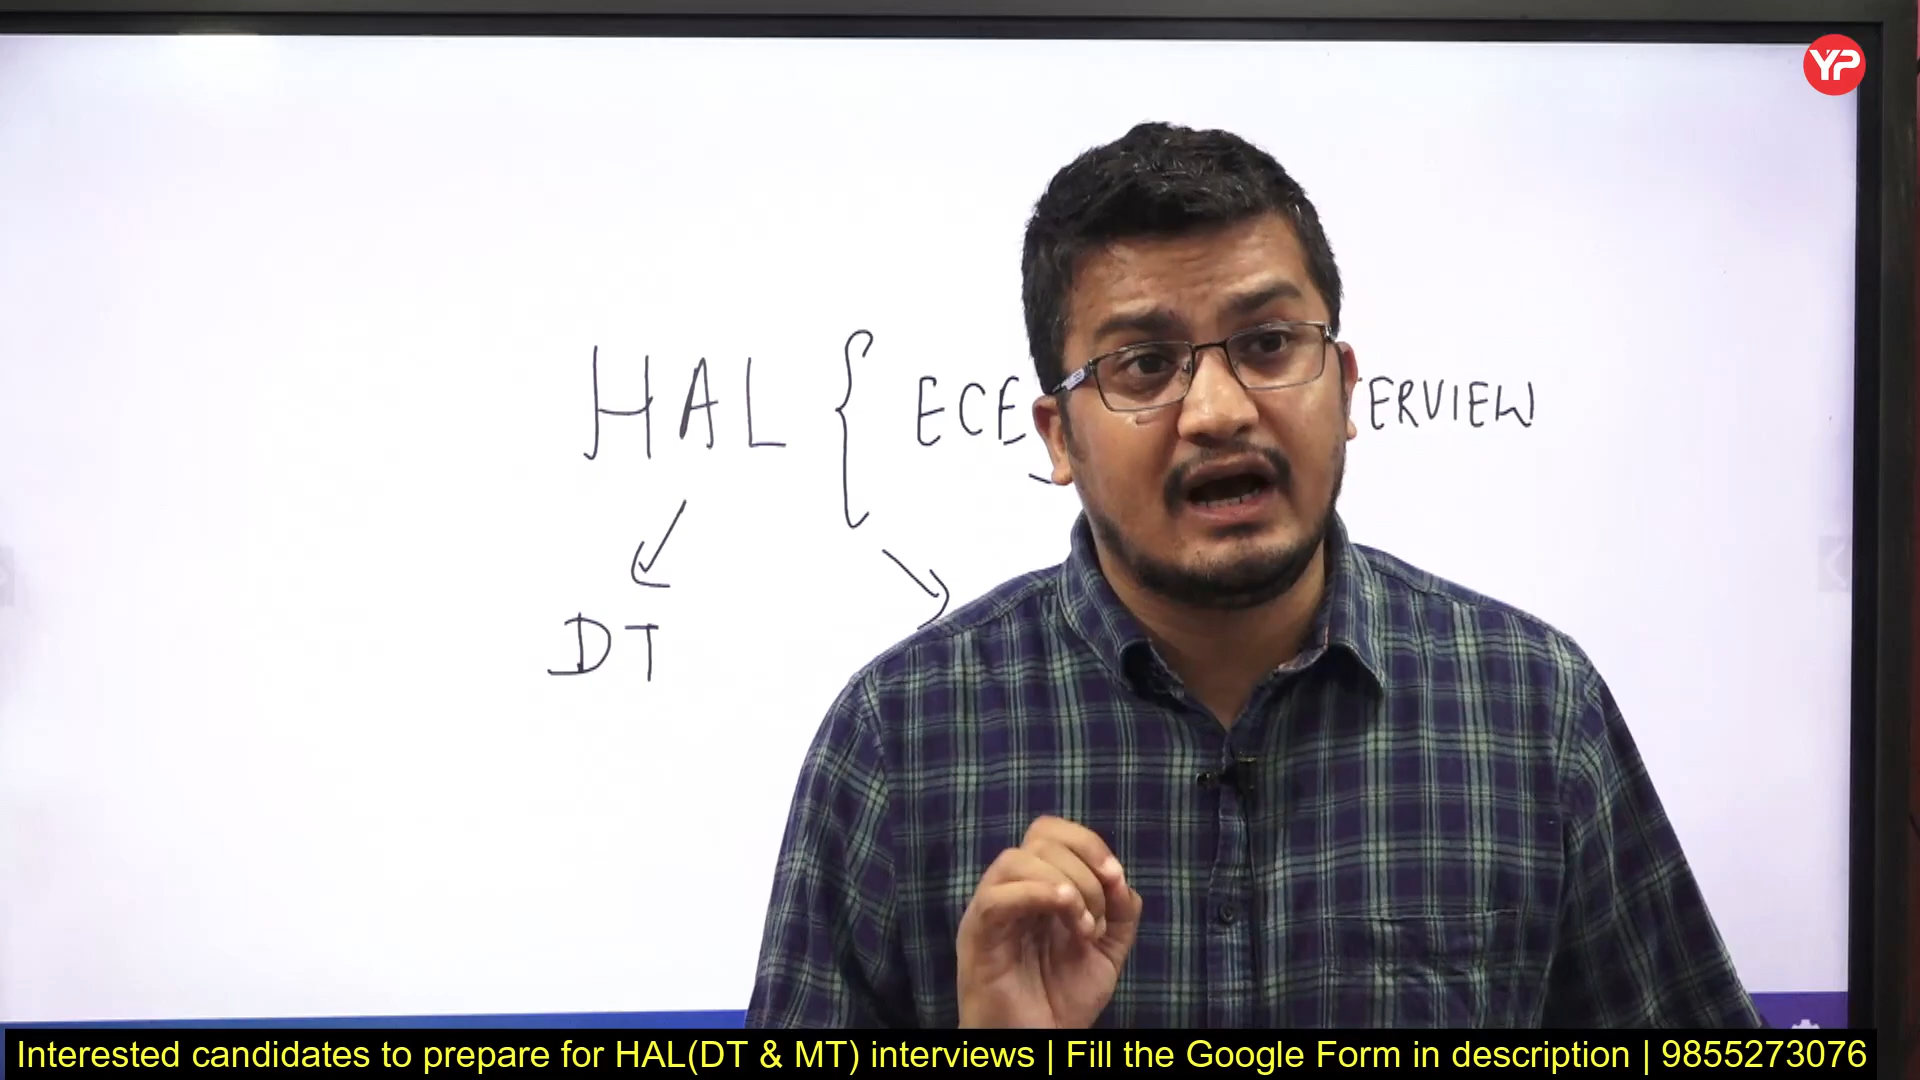 YP
HAL { ECE ERVIEW
DT
Interested candidates to prepare for HAL(DT & MT) interviews | Fill the Google Form in description | 9855273076